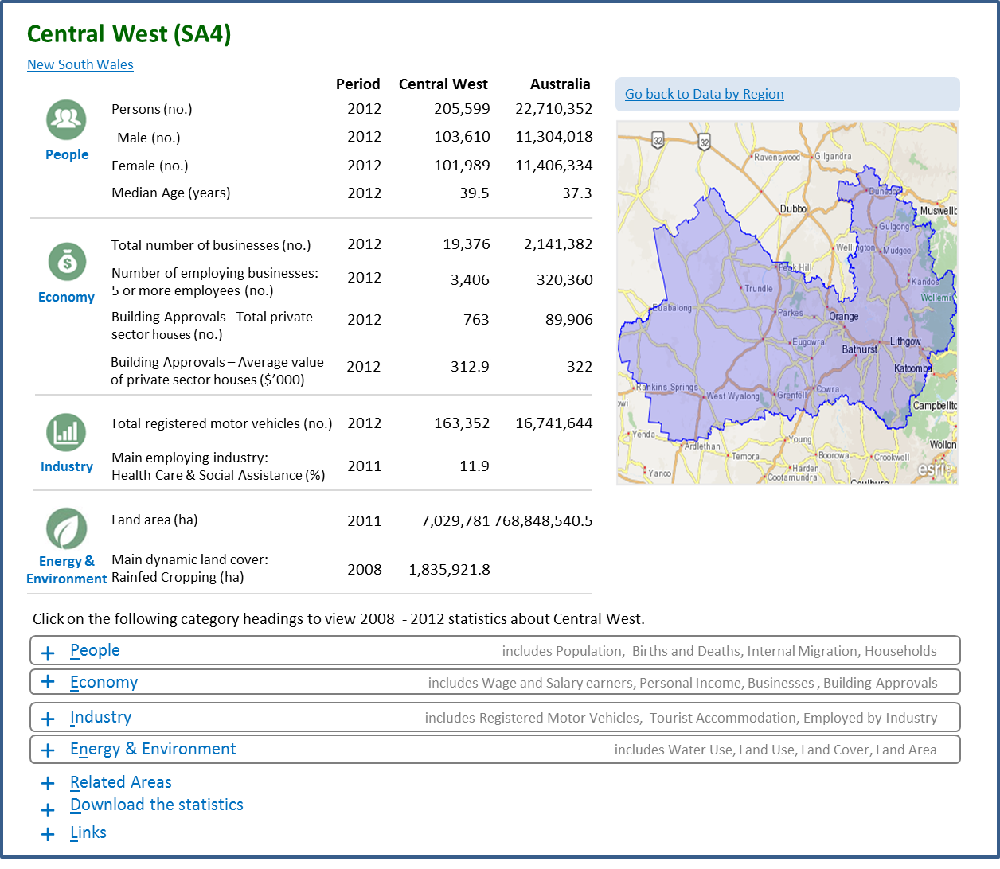 Central West (SA4)
New South Wales
Period Central West Australia
People
Persons (no.) 2012 205,599 22,710,352
Male (no.) 2012 103,610 11,304,018
Female (no.) 2012 101,989 11,406,334
Median Age (years) 2012 39.5 37.3
Economy
Total number of businesses (no.) 2012 19,376 2,141,382
Number of employing businesses:
5 or more employees (no.) 2012 3,406 320,360
Building Approvals - Total private
sector houses (no.) 2012 763 89,906
Building Approvals – Average value
of private sector houses ($’000) 2012 312.9 322
Industry
Total registered motor vehicles (no.) 2012 163,352 16,741,644
Main employing industry:
Health Care & Social Assistance (%) 2011 11.9
Energy &
Environment
Land area (ha) 2011 7,029,781 768,848,540.5
Main dynamic land cover:
Rainfed Cropping (ha) 2008 1,835,921.8
Go back to Data by Region
32
32
Ravenswood
Gilgandra
Dunedoo
Dubbo
Muswellb
Gulgong
Wellington
Mudgee
Peak Hill
Kandos
Trundle
Wollemi
Euabalong
Parkes
Orange
Eugowra
Lithgow
Bathurst
Katoomba
Rankins Springs
West Wyalong
Grenfell
Cowra
Campbellto
Yenda
Young
Wollon
Ardlethan
Temora
Boorowa
Crookwell
Yanco
Harden
Cootamundra
Goulburn
esri
Click on the following category headings to view 2008 - 2012 statistics about Central West.
+ People includes Population, Births and Deaths, Internal Migration, Households
+ Economy includes Wage and Salary earners, Personal Income, Businesses , Building Approvals
+ Industry includes Registered Motor Vehicles, Tourist Accommodation, Employed by Industry
+ Energy & Environment includes Water Use, Land Use, Land Cover, Land Area
+ Related Areas
+ Download the statistics
+ Links